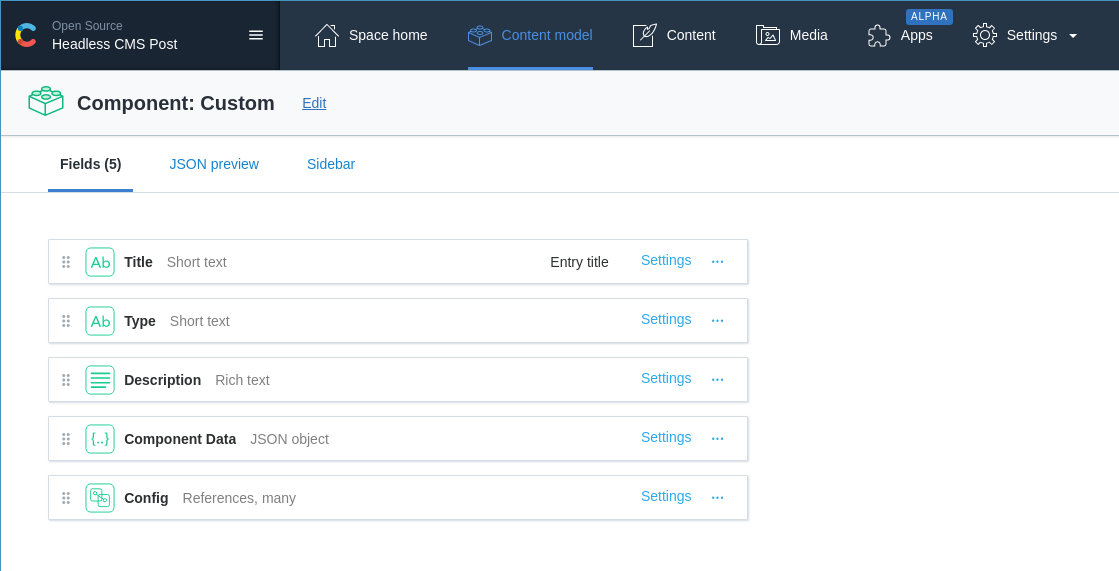 Open Source
Headless CMS Post
Space home
Content model
Content
Media
ALPHA
Apps
Settings
Component: Custom Edit
Fields (5) JSON preview Sidebar
Ab Title Short text Entry title Settings ...
Ab Type Short text Settings ...
Description Rich text Settings ...
{..} Component Data JSON object Settings ...
Config References, many Settings ...